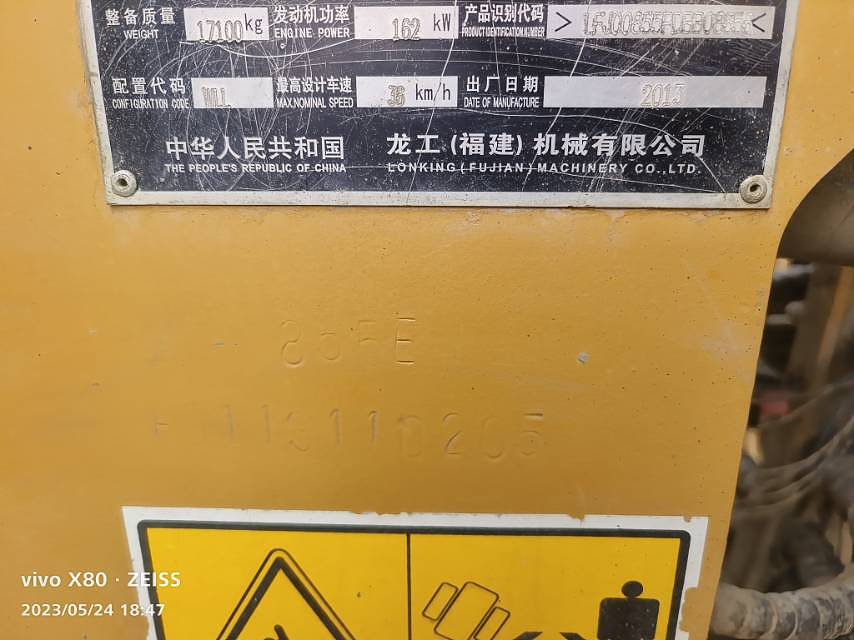 整备质量 17100kg 发动机功率 162 kW 产品识别代码
WEIGHT ENGINE POWER PRODUCT IDENTIFICATION NUMBER
配置代码 最高设计车速 36 km/h 出厂日期
CONFIGURATION CODE MAX.NOMINAL SPEED DATE OF MANUFACTURE
中华人民共和国 龙工(福建)机械有限公司
THE PEOPLE'S REPUBLIC OF CHINA LONKING(FUJIAN)MACHINERY CO.,LTD.
vivo X80 · ZEISS
2023/05/24 18:47